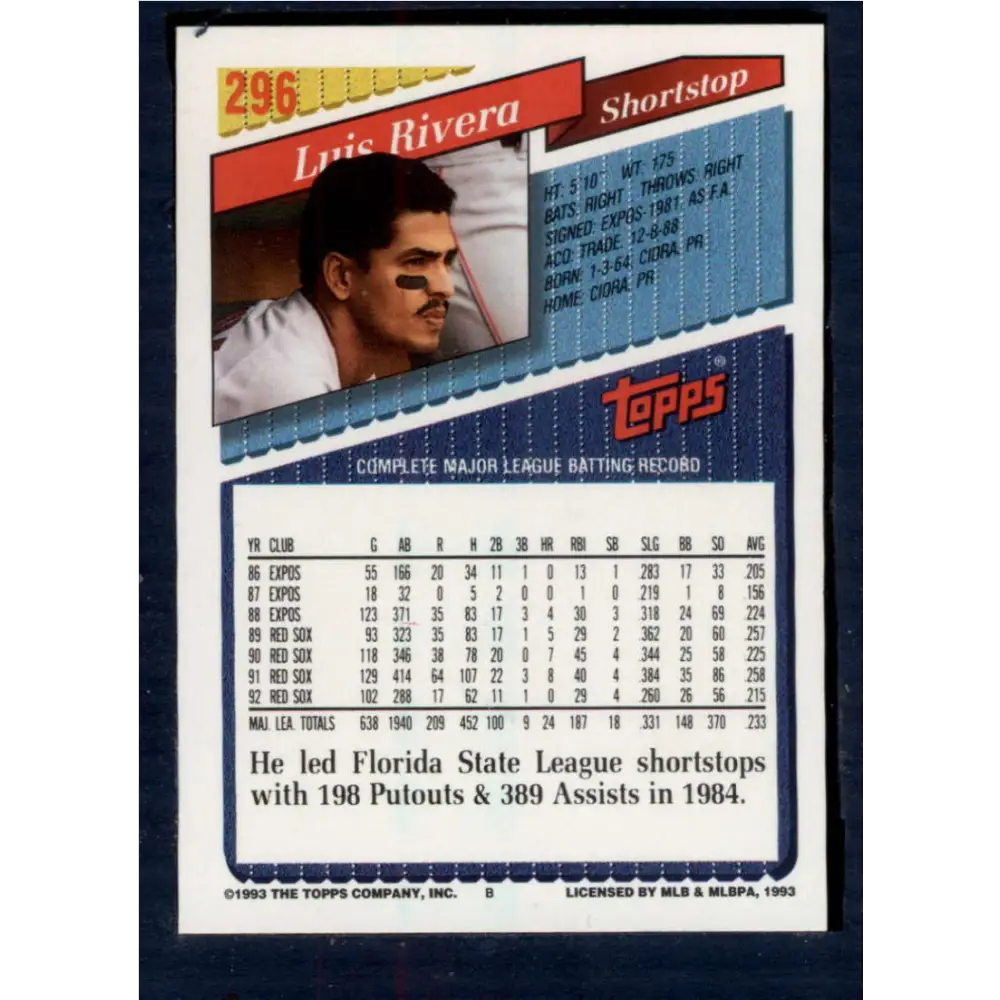 296
Luis Rivera
Shortstop
HT: 5'10" WT: 175
BATS: RIGHT THROWS: RIGHT
SIGNED: EXPOS-1981, AS F.A.
ACQ: TRADE, 12-8-88
BORN: 1-3-64, CIDRA, PR
HOME: CIDRA, PR
TOPPS®
COMPLETE MAJOR LEAGUE BATTING RECORD
YR CLUB G AB R H 2B 3B HR RBI SB SLG BB SO AVG
86 EXPOS 55 166 20 34 11 1 0 13 1 .283 17 33 .205
87 EXPOS 18 32 0 5 2 0 0 1 0 .219 1 8 .156
88 EXPOS 123 371 35 83 17 3 4 30 3 .318 24 69 .224
89 RED SOX 93 323 35 83 17 1 5 29 2 .362 20 60 .257
90 RED SOX 118 346 38 78 20 0 7 45 4 .344 25 58 .225
91 RED SOX 129 414 64 107 22 3 8 40 4 .384 35 86 .258
92 RED SOX 102 288 17 62 11 1 0 29 4 .260 26 56 .215
MAJ. LEA. TOTALS 638 1940 209 452 100 9 24 187 18 .331 148 370 .233
He led Florida State League shortstops
with 198 Putouts & 389 Assists in 1984.
©1993 THE TOPPS COMPANY, INC. B LICENSED BY MLB & MLBPA, 1993